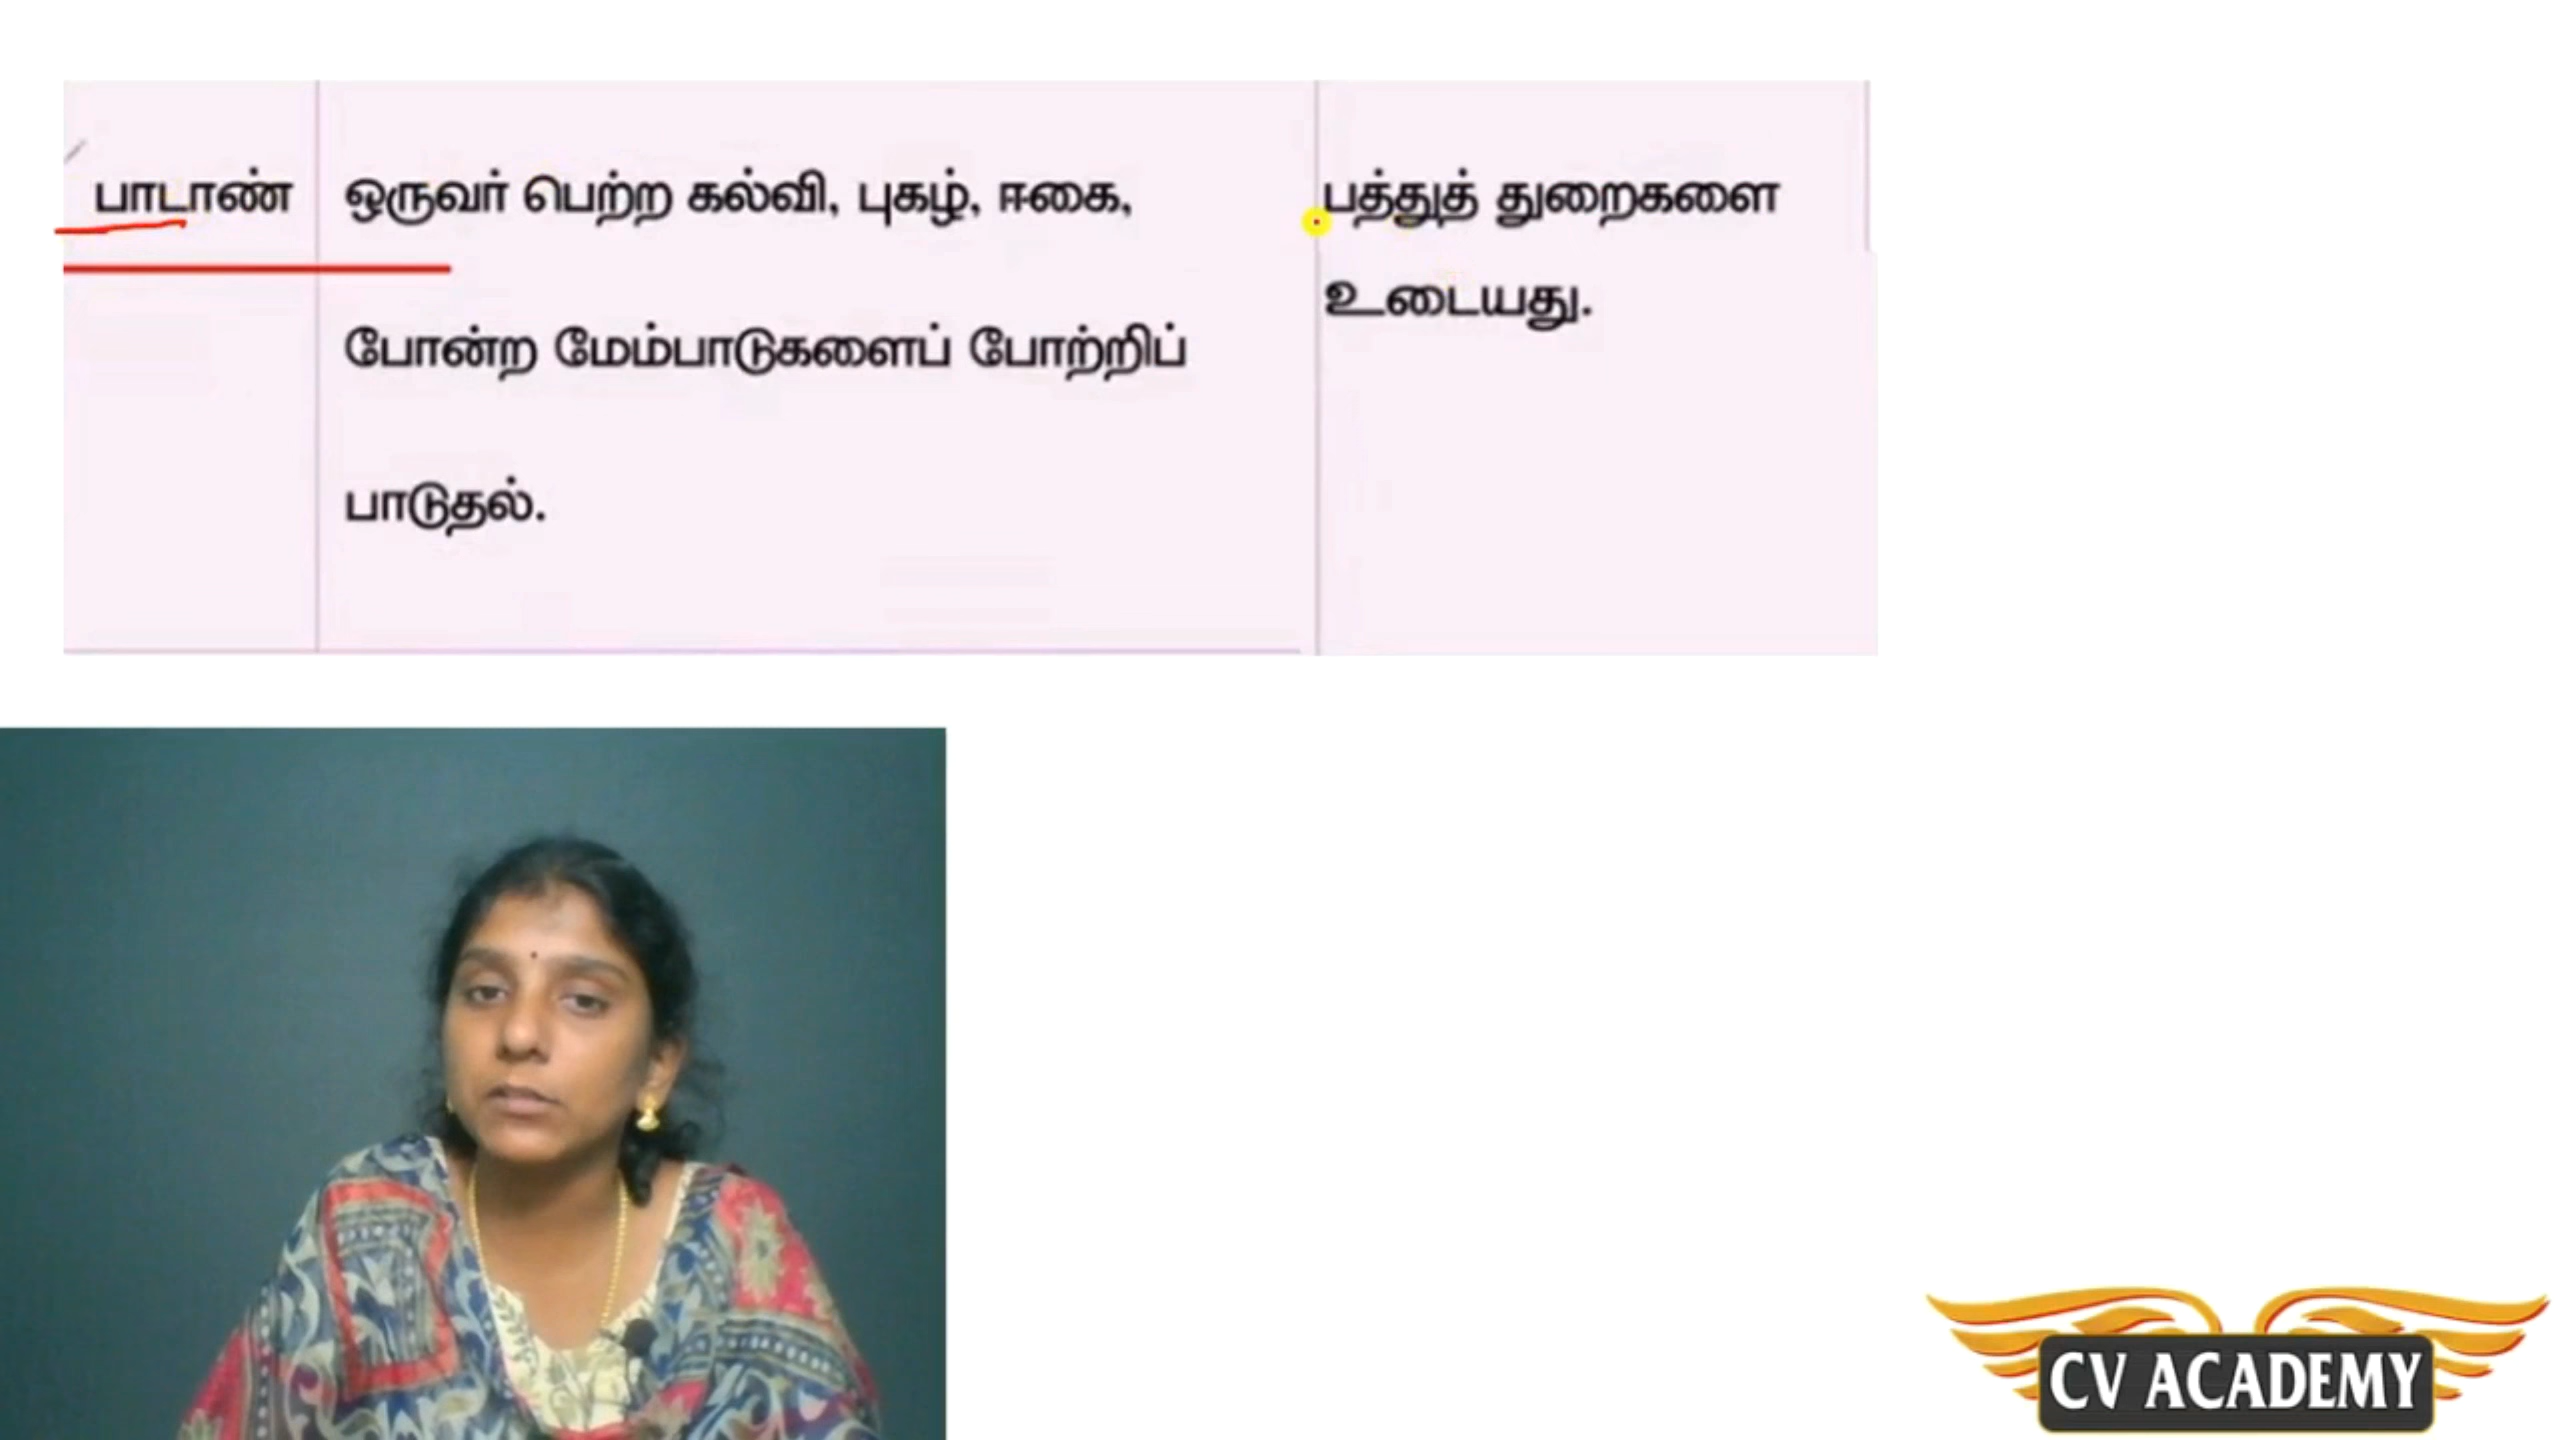 பாடாண்
ஒருவர் பெற்ற கல்வி, புகழ், ஈகை,
போன்ற மேம்பாடுகளைப் போற்றிப்
பாடுதல்.
பத்துத் துறைகளை
உடையது.
CV ACADEMY